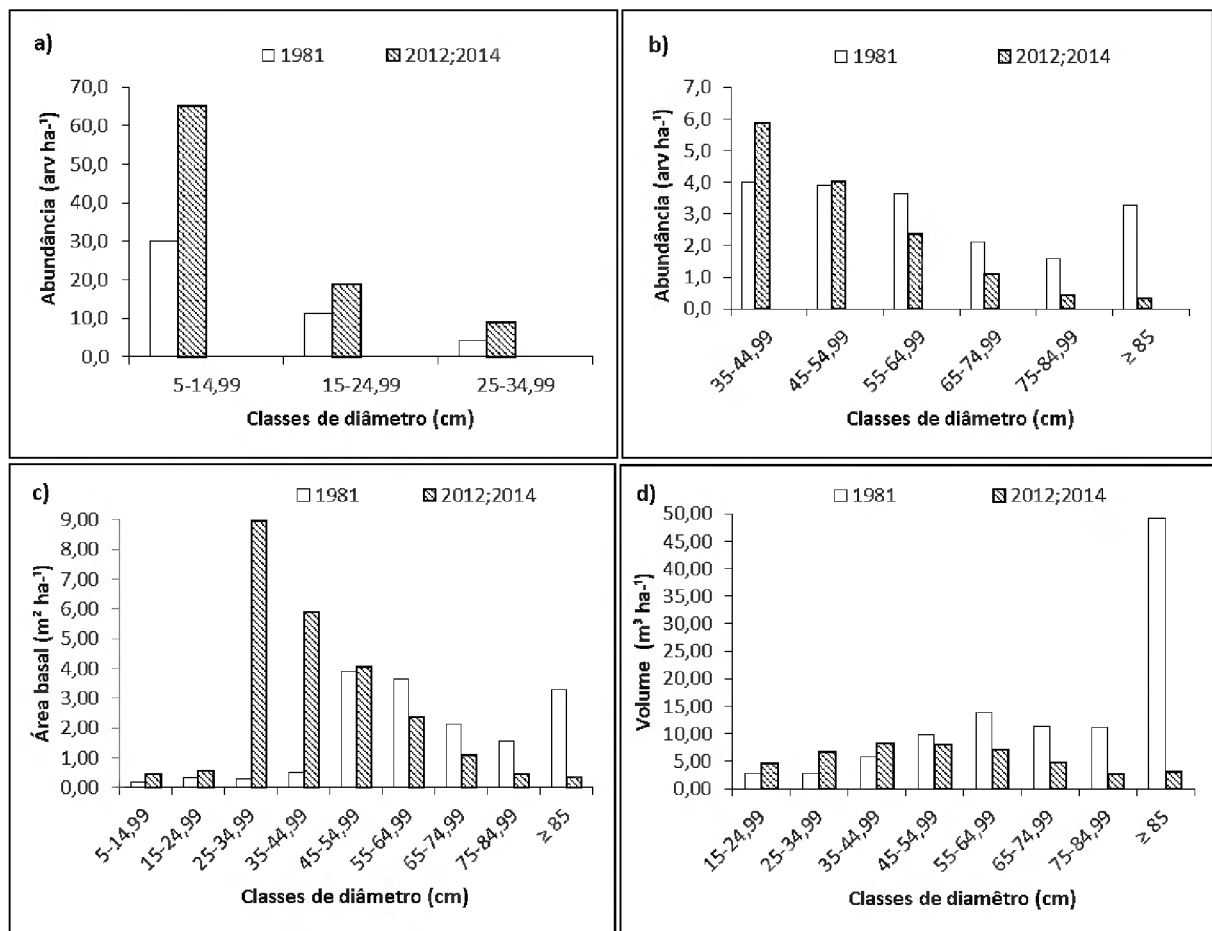 a)
1981 2012;2014
70,0
60,0
50,0
40,0
30,0
20,0
10,0
0,0
Abundância (arv ha-¹)
5-14,99 15-24,99 25-34,99
Classes de diâmetro (cm)
b)
1981 2012;2014
7,0
6,0
5,0
4,0
3,0
2,0
1,0
0,0
Abundância (arv ha-¹)
35-44,99 45-54,99 55-64,99 65-74,99 75-84,99 ≥ 85
Classes de diâmetro (cm)
c)
1981 2012;2014
9,00
8,00
7,00
6,00
5,00
4,00
3,00
2,00
1,00
0,00
Área basal (m² ha-¹)
5-14,99 15-24,99 25-34,99 35-44,99 45-54,99 55-64,99 65-74,99 75-84,99 ≥ 85
Classes de diâmetro (cm)
d)
1981 2012;2014
50,00
45,00
40,00
35,00
30,00
25,00
20,00
15,00
10,00
5,00
0,00
Volume (m³ ha-¹)
15-24,99 25-34,99 35-44,99 45-54,99 55-64,99 65-74,99 75-84,99 ≥ 85
Classes de diamêtro (cm)